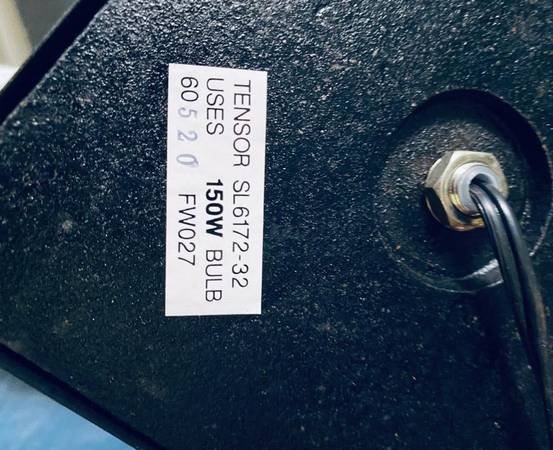 TENSOR SL6172-32
USES 150W BULB
60520 FW027